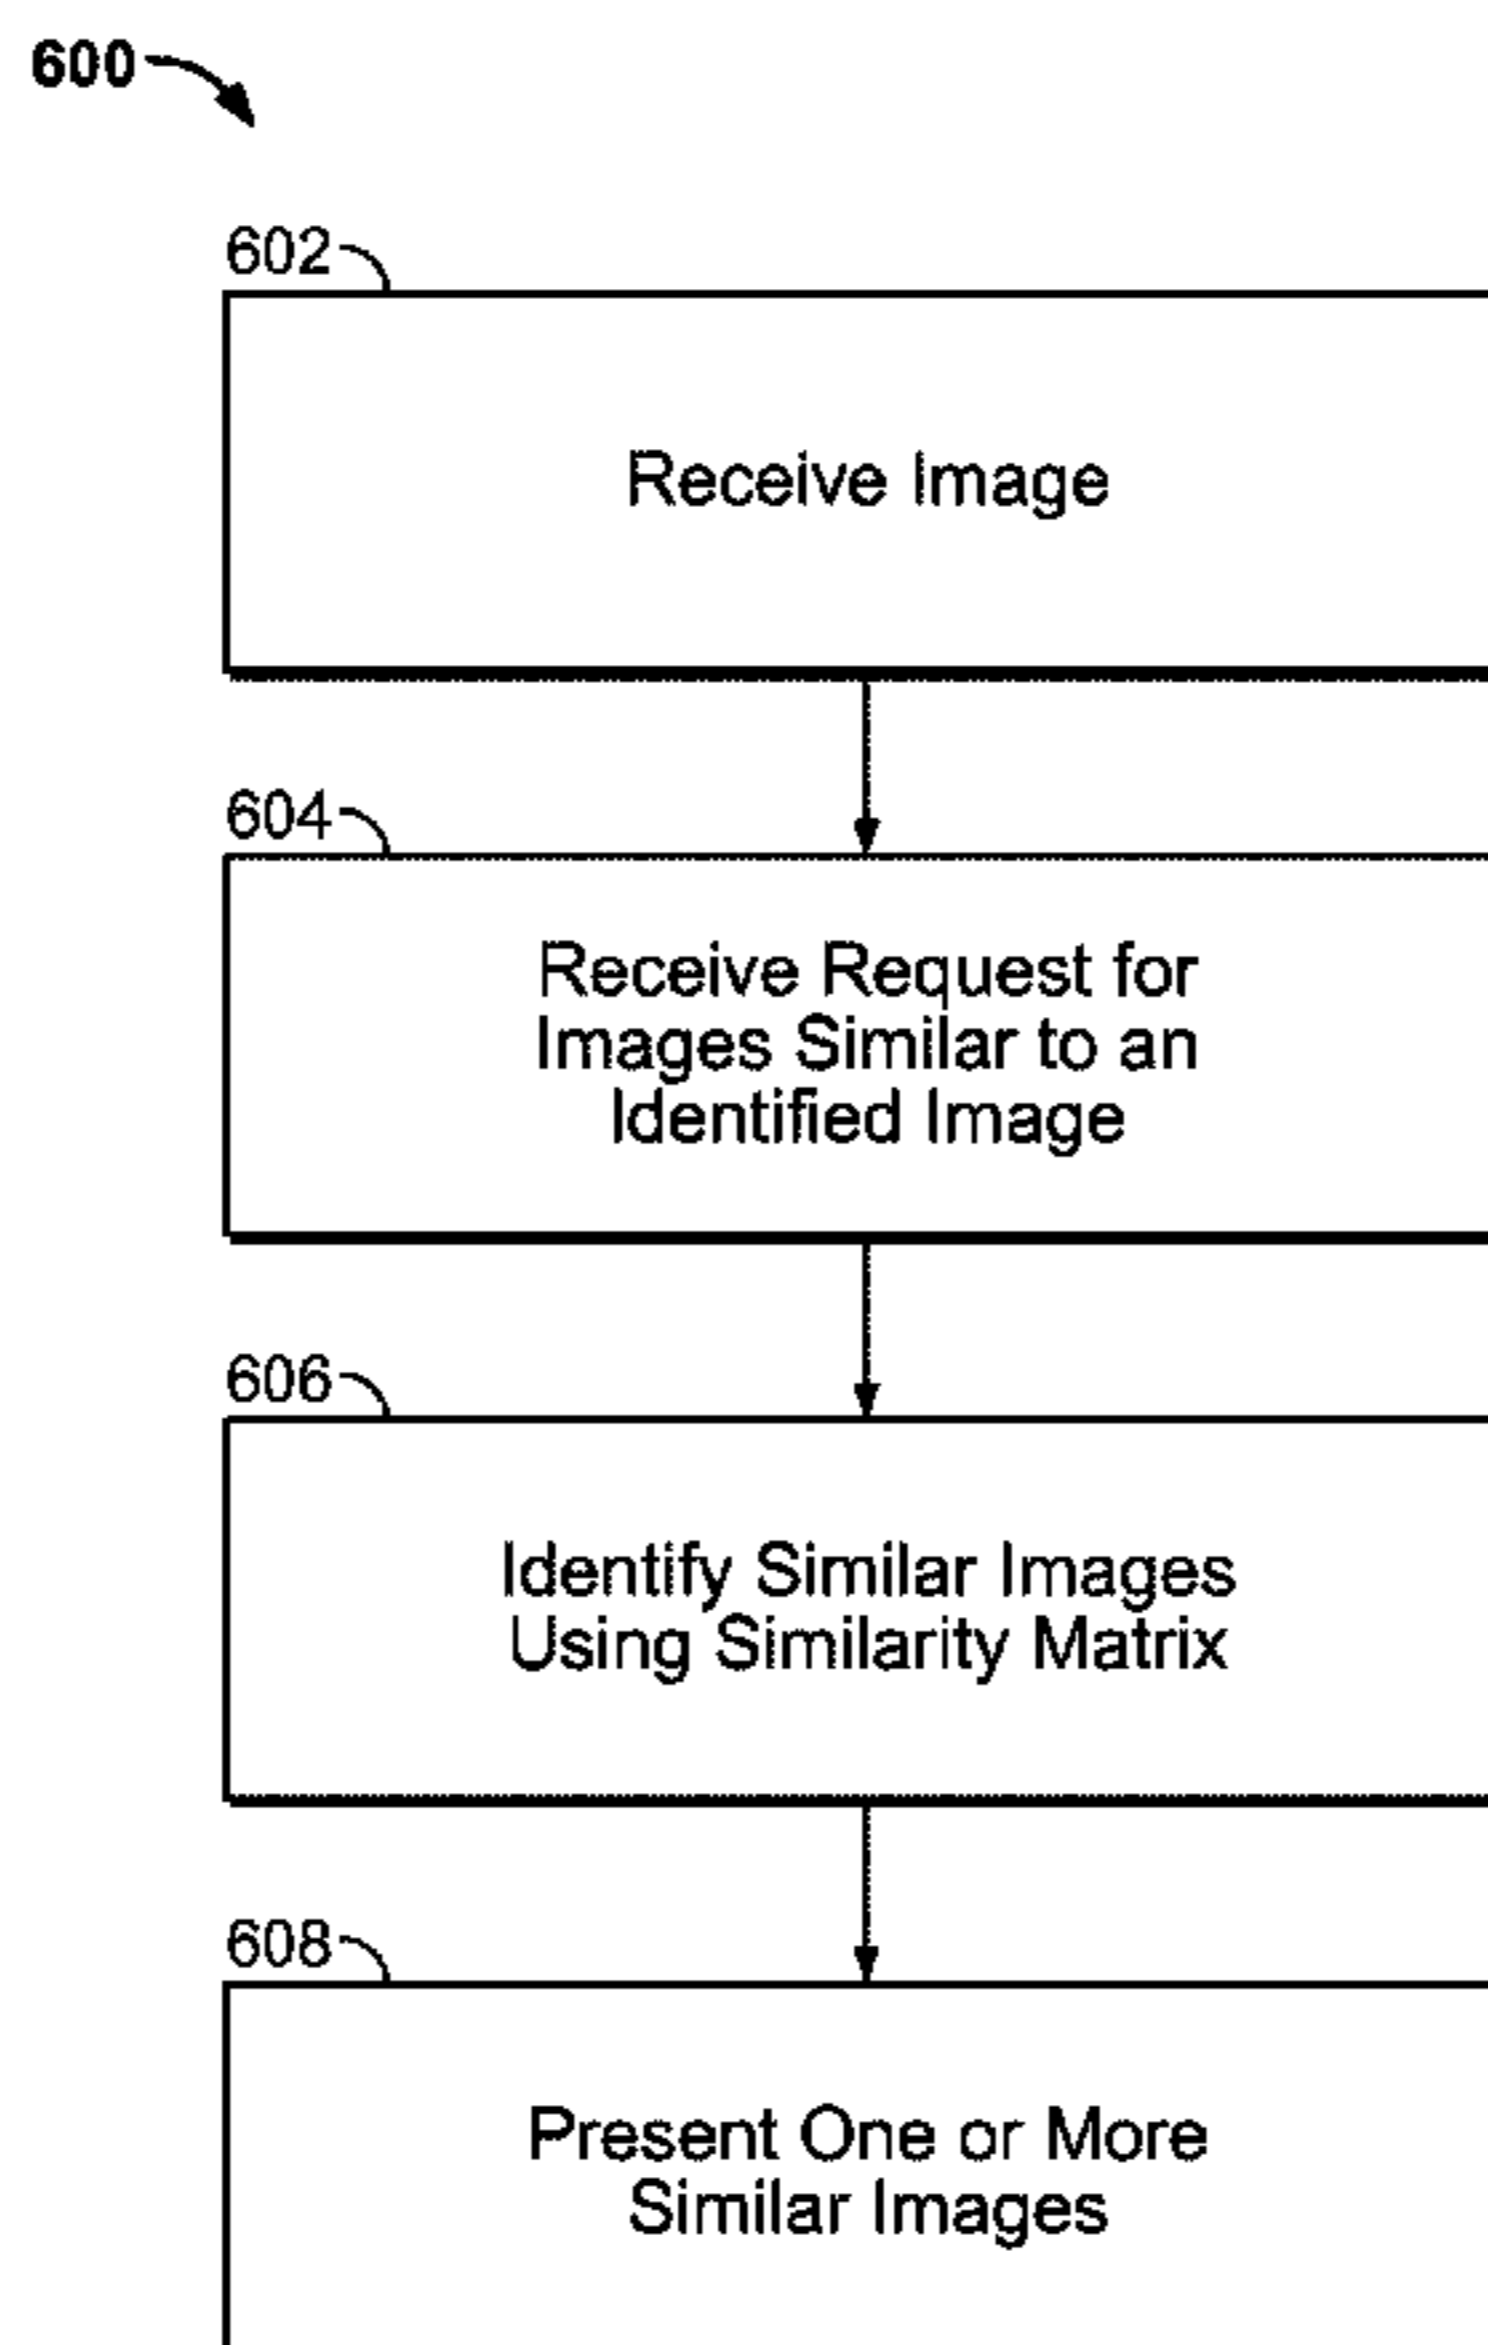 600
602
Receive Image
604
Receive Request for
Images Similar to an
Identified Image
606
Identify Similar Images
Using Similarity Matrix
608
Present One or More
Similar Images